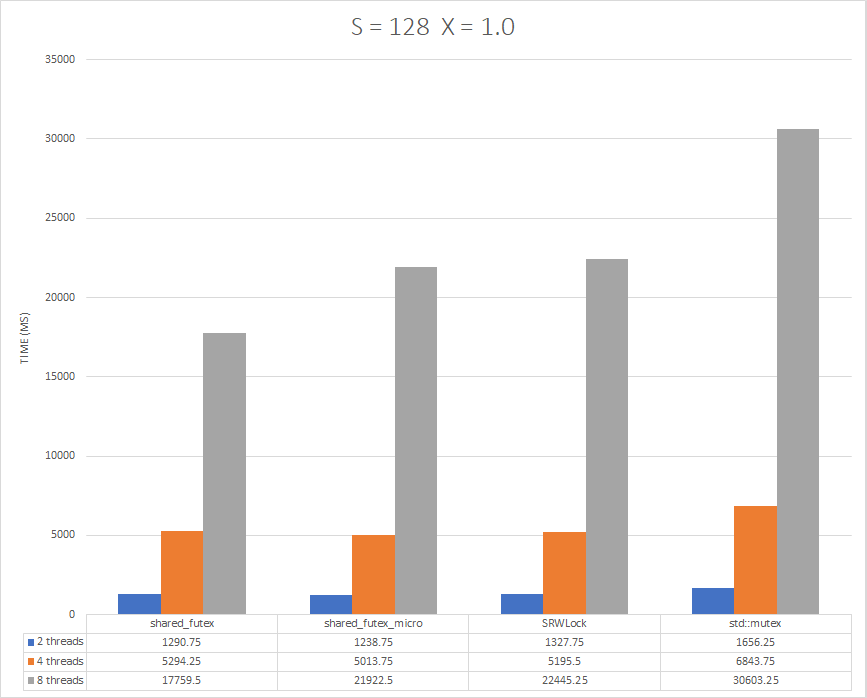 S = 128 X = 1.0
35000
30000
25000
20000
15000
10000
5000
0
TIME (MS)
shared_futex shared_futex_micro SRWLock std::mutex
2 threads 1290.75 1238.75 1327.75 1656.25
4 threads 5294.25 5013.75 5195.5 6843.75
8 threads 17759.5 21922.5 22445.25 30603.25